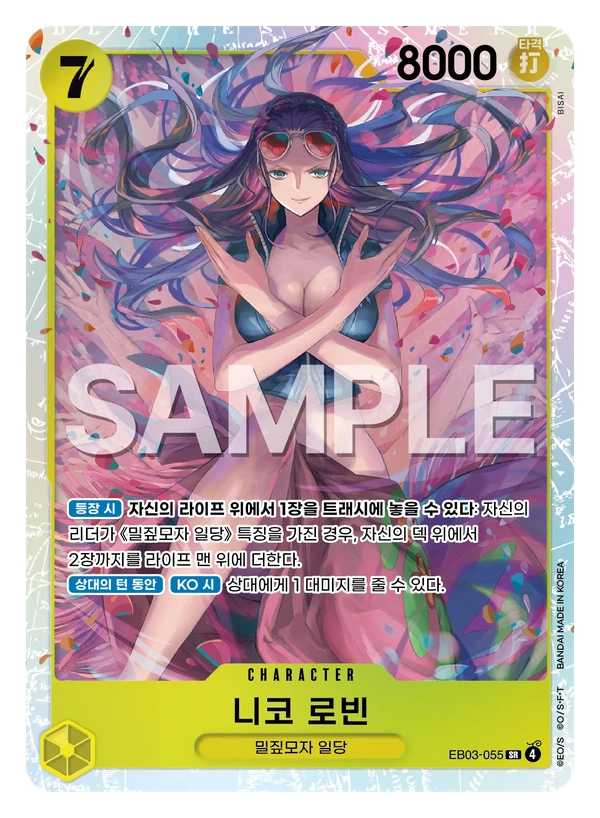 7
8000
타격
打
BISAI
SAMPLE
등장 시 자신의 라이프 위에서 1장을 트래시에 놓을 수 있다: 자신의
리더가 《밀짚모자 일당》 특징을 가진 경우, 자신의 덱 위에서
2장까지를 라이프 맨 위에 더한다.
상대의 턴 동안 KO 시 상대에게 1 대미지를 줄 수 있다.
CHARACTER
니코 로빈
밀짚모자 일당
EB03-055 SR 4
©E.O/S ©O/S·F·T BANDAI MADE IN KOREA